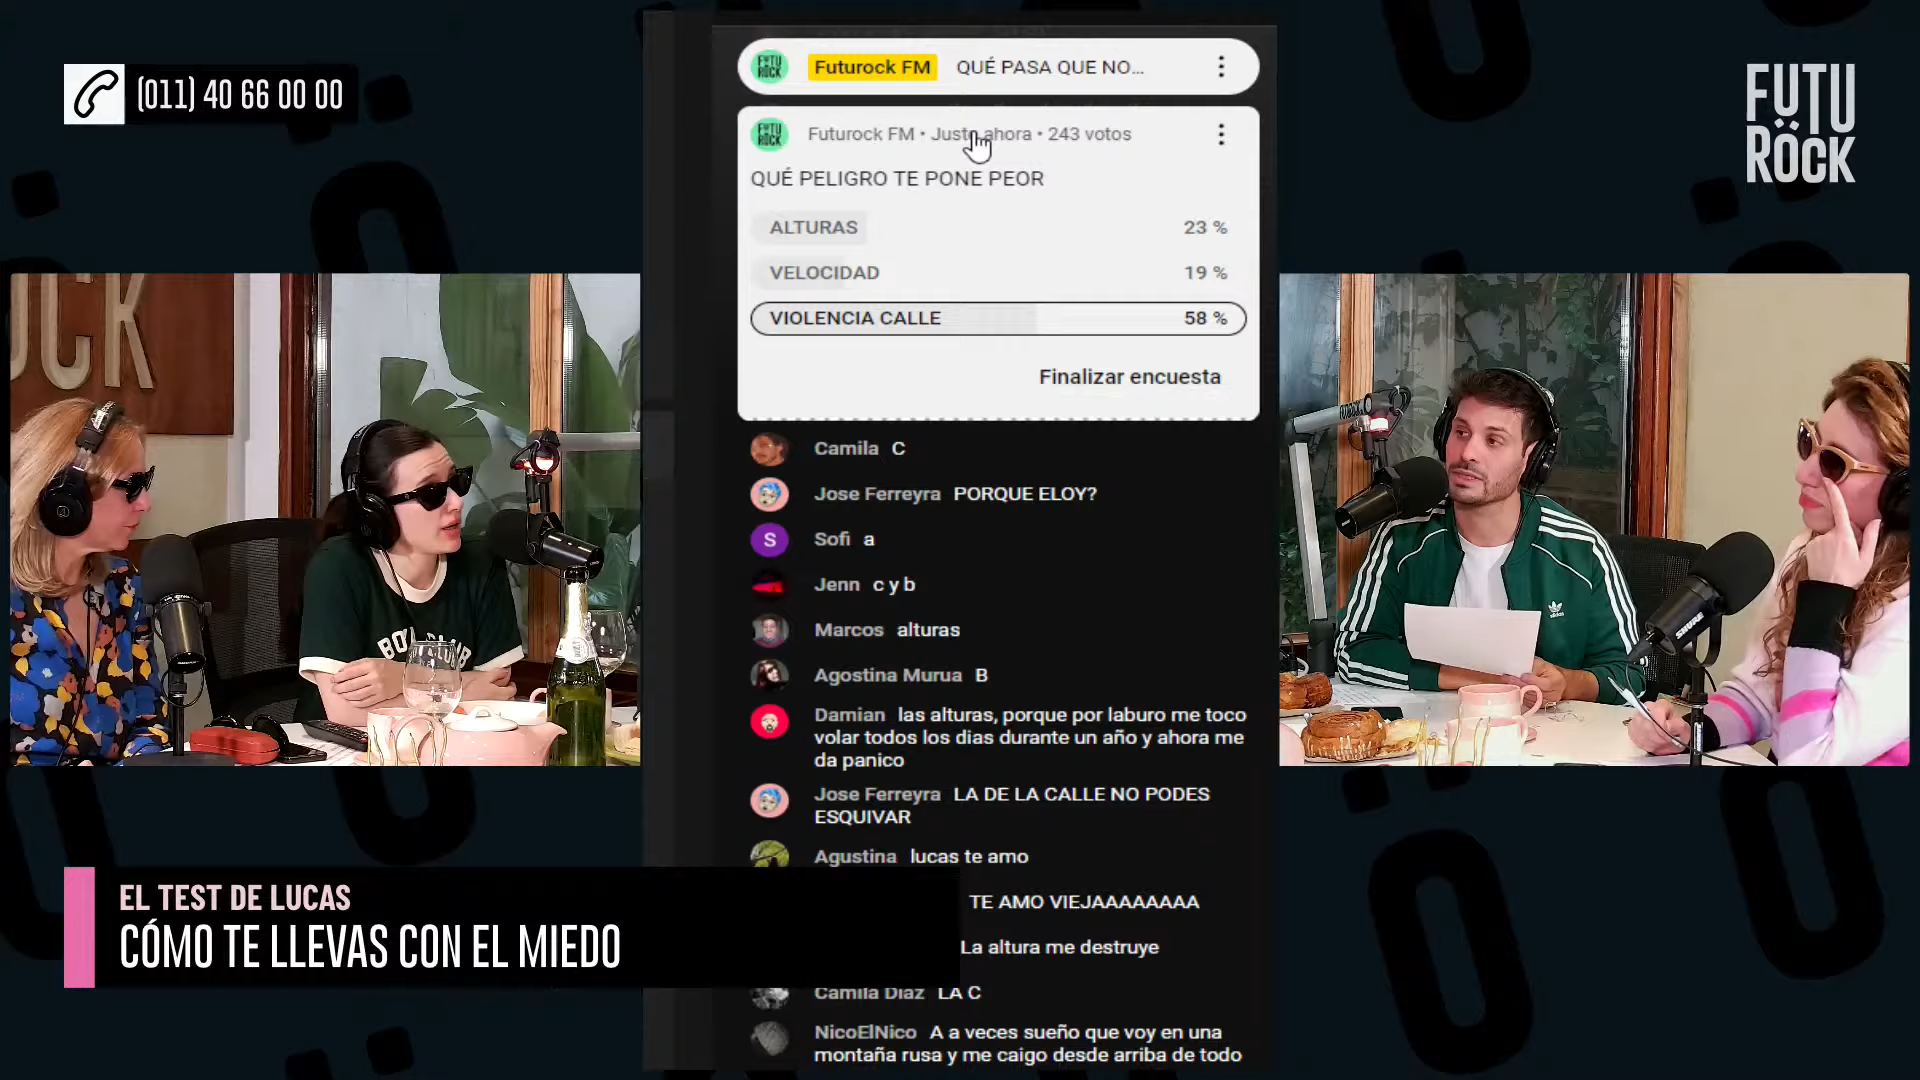 (011) 40 66 00 00
Futurock FM QUÉ PASA QUE NO...
FUTU
RÖCK
Futurock FM • Justo ahora • 243 votos
QUÉ PELIGRO TE PONE PEOR
ALTURAS 23 %
VELOCIDAD 19 %
VIOLENCIA CALLE 58 %
Finalizar encuesta
Camila C
Jose Ferreyra PORQUE ELOY?
Sofi a
Jenn c y b
Marcos alturas
Agostina Murua B
Damian las alturas, porque por laburo me toco
volar todos los dias durante un año y ahora me
da panico
Jose Ferreyra LA DE LA CALLE NO PODES
ESQUIVAR
Agustina lucas te amo
TE AMO VIEJAAAAAAAA
La altura me destruye
Camila Diaz LA C
NicoElNico A a veces sueño que voy en una
montaña rusa y me caigo desde arriba de todo
EL TEST DE LUCAS
CÓMO TE LLEVAS CON EL MIEDO
adidas
SHURE